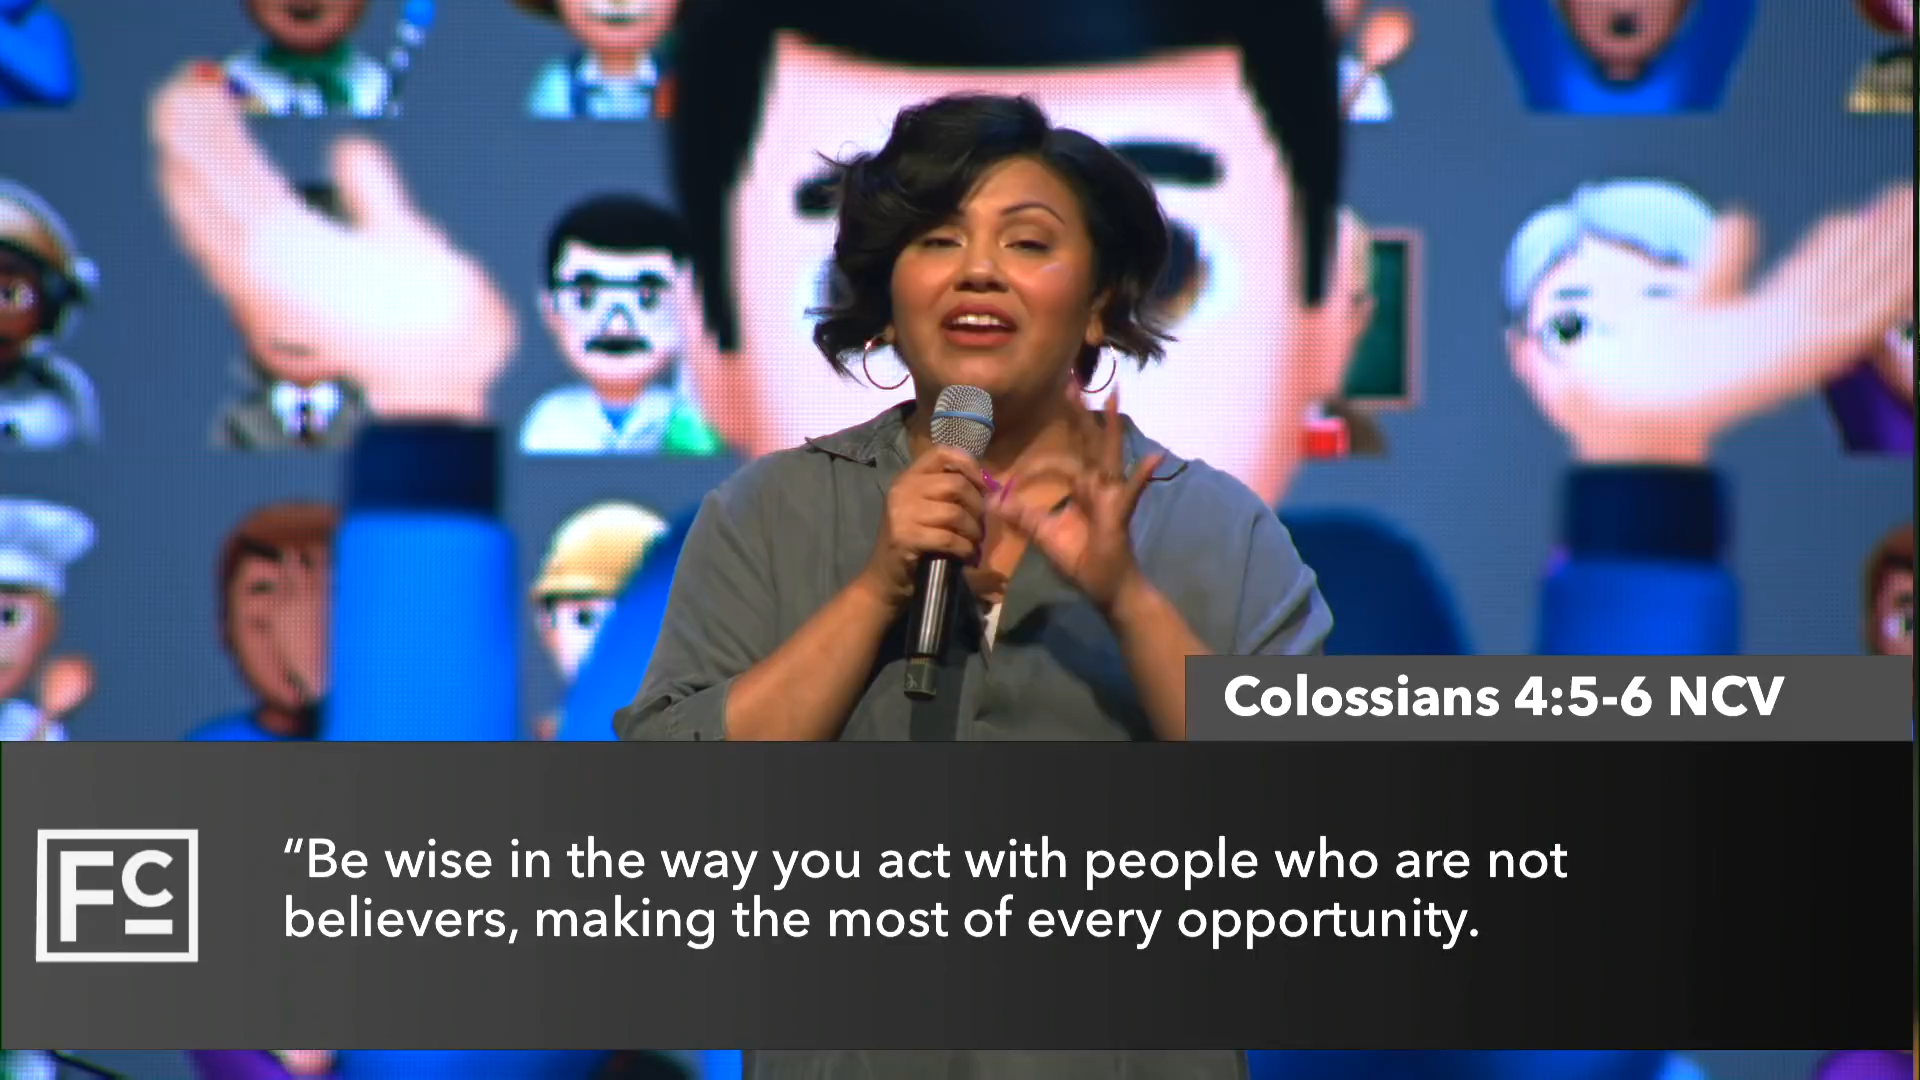 Colossians 4:5-6 NCV
FC
“Be wise in the way you act with people who are not
believers, making the most of every opportunity.